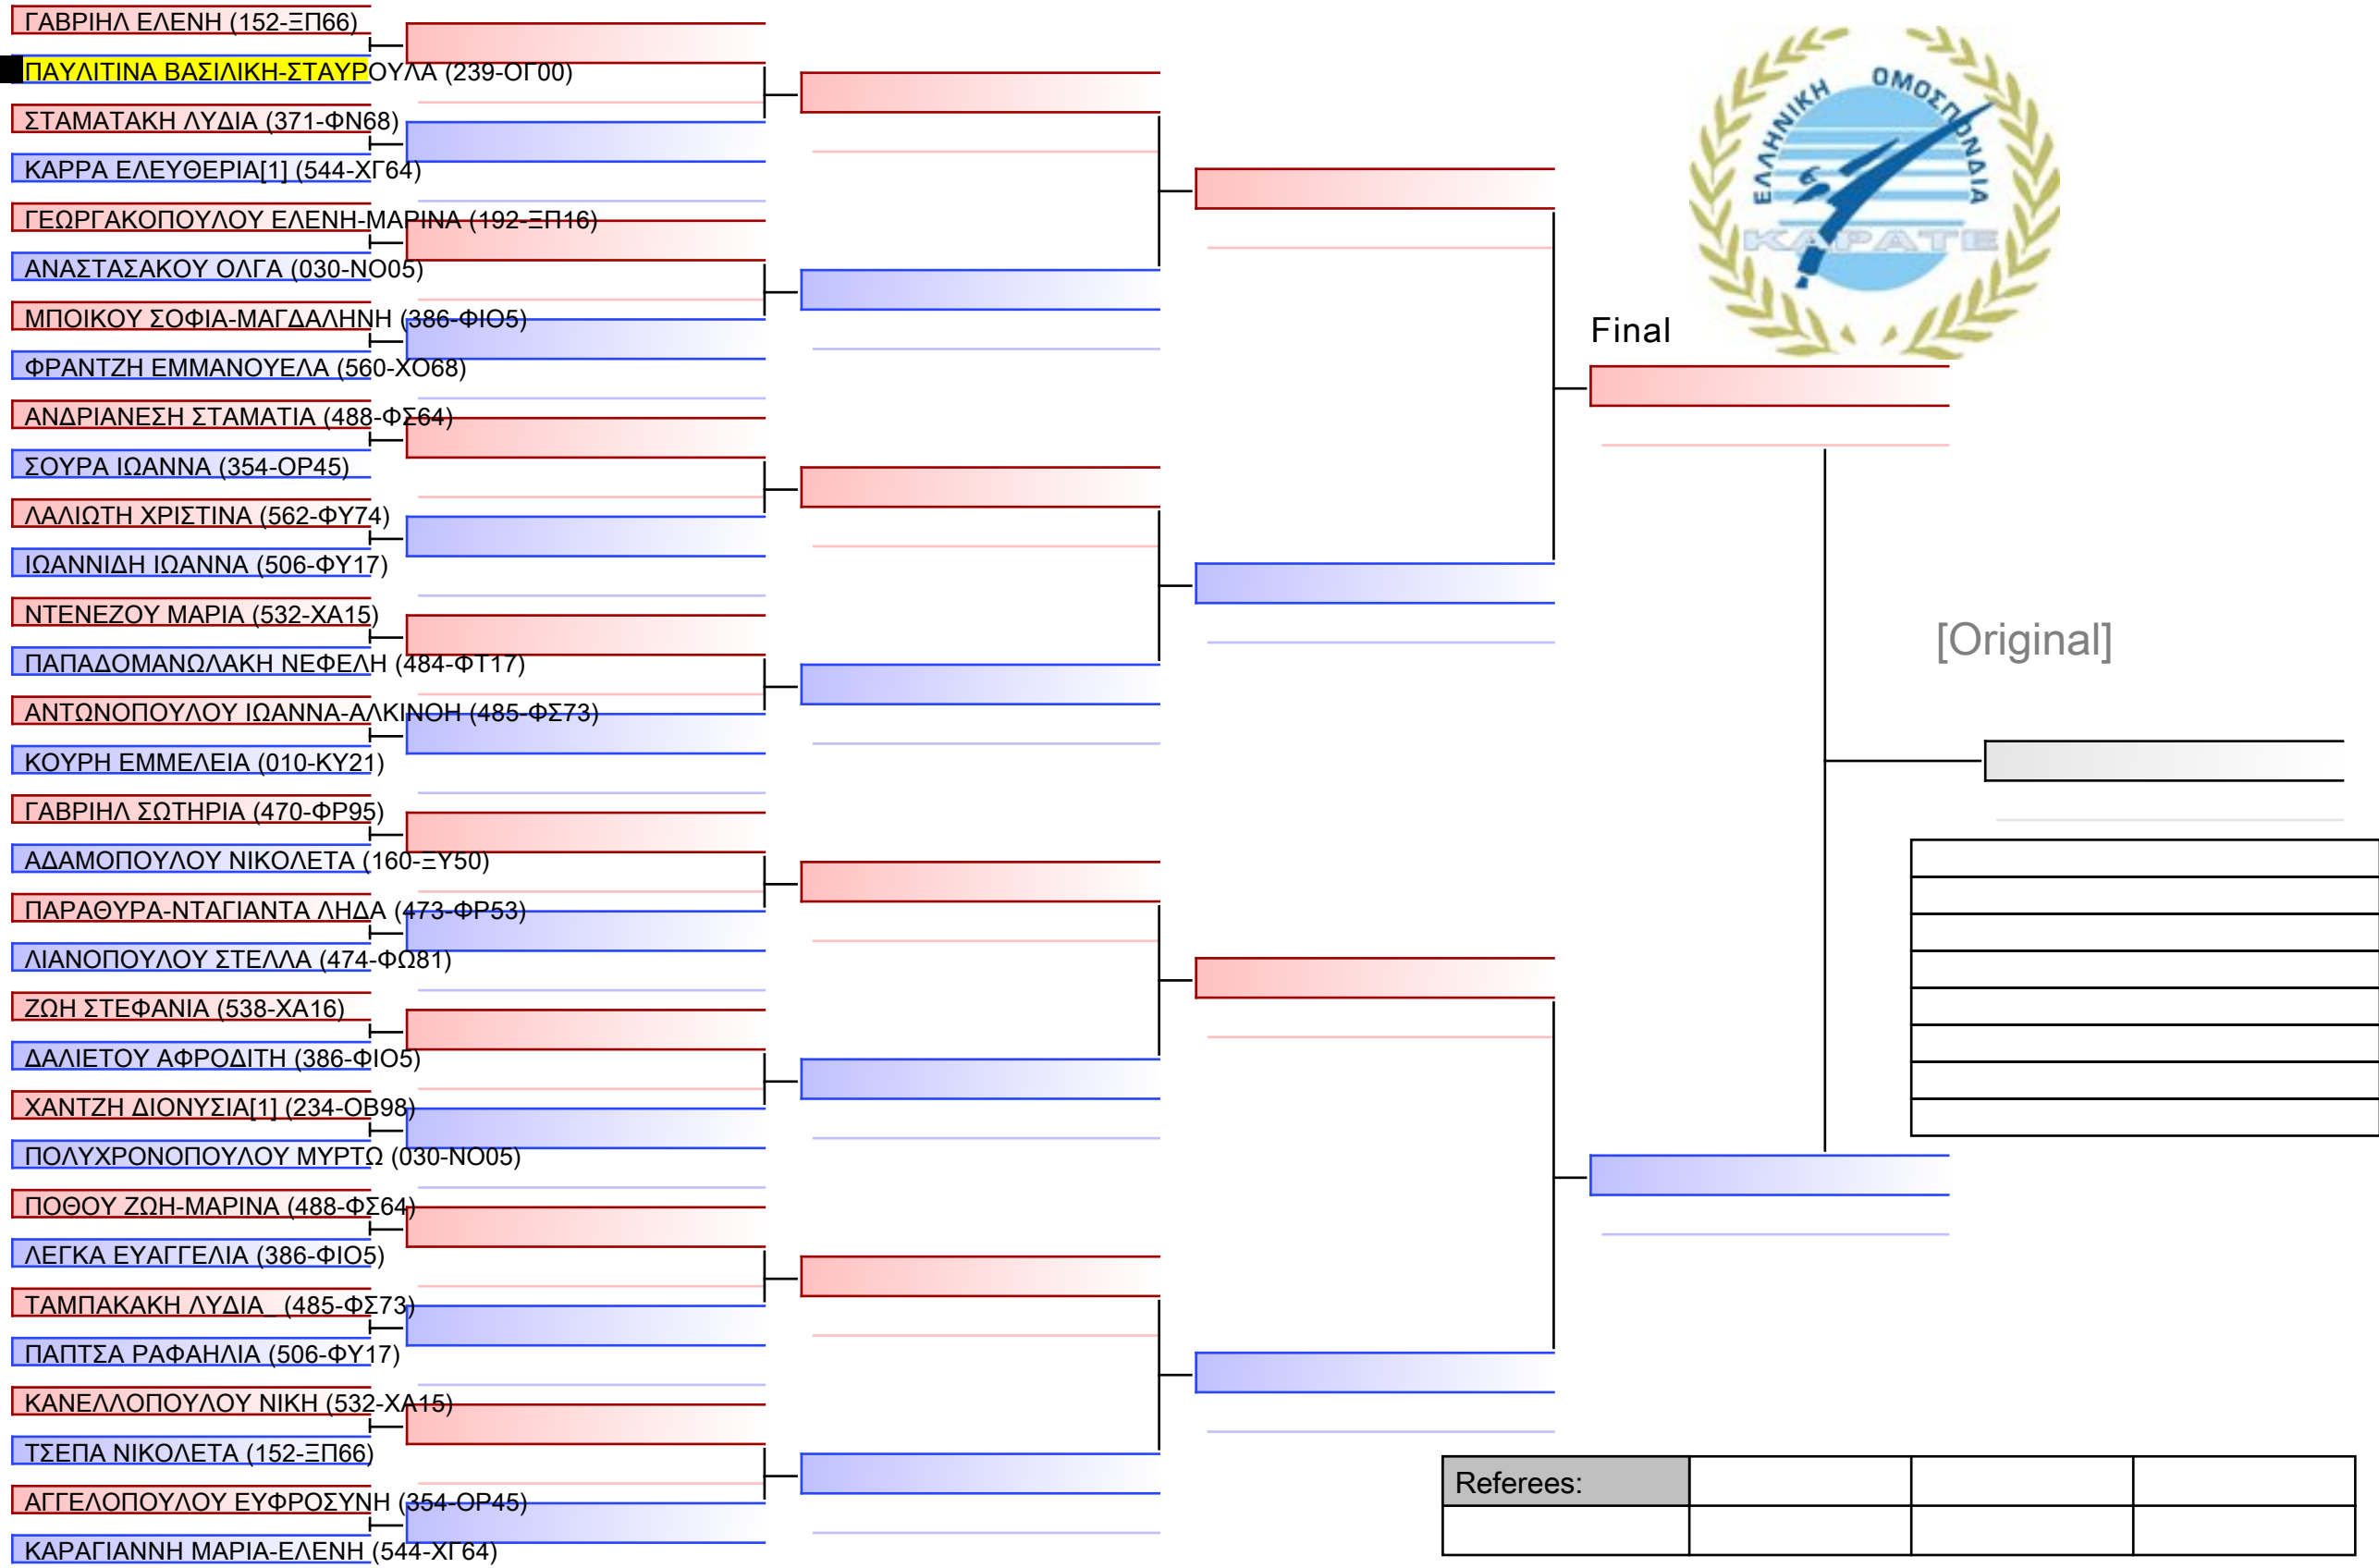 ΓΑΒΡΙΗΛ ΕΛΕΝΗ (152-ΞΠ66)
ΠΑΥΛΙΤΙΝΑ ΒΑΣΙΛΙΚΗ-ΣΤΑΥΡΟΥΛΑ (239-ΟΓ00)
ΣΤΑΜΑΤΑΚΗ ΛΥΔΙΑ (371-ΦΝ68)
ΚΑΡΡΑ ΕΛΕΥΘΕΡΙΑ[1] (544-ΧΓ64)
ΓΕΩΡΓΑΚΟΠΟΥΛΟΥ ΕΛΕΝΗ-ΜΑΡΙΝΑ (192-ΞΠ16)
ΑΝΑΣΤΑΣΑΚΟΥ ΟΛΓΑ (030-ΝΟ05)
ΜΠΟΙΚΟΥ ΣΟΦΙΑ-ΜΑΓΔΑΛΗΝΗ (386-ΦΙΟ5)
ΦΡΑΝΤΖΗ ΕΜΜΑΝΟΥΕΛΑ (560-ΧΟ68)
ΑΝΔΡΙΑΝΕΣΗ ΣΤΑΜΑΤΙΑ (488-ΦΣ64)
ΣΟΥΡΑ ΙΩΑΝΝΑ (354-ΟΡ45)
ΛΑΛΙΩΤΗ ΧΡΙΣΤΙΝΑ (562-ΦΥ74)
ΙΩΑΝΝΙΔΗ ΙΩΑΝΝΑ (506-ΦΥ17)
ΝΤΕΝΕΖΟΥ ΜΑΡΙΑ (532-ΧΑ15)
ΠΑΠΑΔΟΜΑΝΩΛΑΚΗ ΝΕΦΕΛΗ (484-ΦΤ17)
ΑΝΤΩΝΟΠΟΥΛΟΥ ΙΩΑΝΝΑ-ΑΛΚΙΝΟΗ (485-ΦΣ73)
ΚΟΥΡΗ ΕΜΜΕΛΕΙΑ (010-ΚΥ21)
ΓΑΒΡΙΗΛ ΣΩΤΗΡΙΑ (470-ΦΡ95)
ΑΔΑΜΟΠΟΥΛΟΥ ΝΙΚΟΛΕΤΑ (160-ΞΥ50)
ΠΑΡΑΘΥΡΑ-ΝΤΑΓΙΑΝΤΑ ΛΗΔΑ (473-ΦΡ53)
ΛΙΑΝΟΠΟΥΛΟΥ ΣΤΕΛΛΑ (474-ΦΩ81)
ΖΩΗ ΣΤΕΦΑΝΙΑ (538-ΧΑ16)
ΔΑΛΙΕΤΟΥ ΑΦΡΟΔΙΤΗ (386-ΦΙΟ5)
ΧΑΝΤΖΗ ΔΙΟΝΥΣΙΑ[1] (234-ΟΒ98)
ΠΟΛΥΧΡΟΝΟΠΟΥΛΟΥ ΜΥΡΤΩ (030-ΝΟ05)
ΠΟΘΟΥ ΖΩΗ-ΜΑΡΙΝΑ (488-ΦΣ64)
ΛΕΓΚΑ ΕΥΑΓΓΕΛΙΑ (386-ΦΙΟ5)
ΤΑΜΠΑΚΑΚΗ ΛΥΔΙΑ_ (485-ΦΣ73)
ΠΑΠΤΣΑ ΡΑΦΑΗΛΙΑ (506-ΦΥ17)
ΚΑΝΕΛΛΟΠΟΥΛΟΥ ΝΙΚΗ (532-ΧΑ15)
ΤΣΕΠΑ ΝΙΚΟΛΕΤΑ (152-ΞΠ66)
ΑΓΓΕΛΟΠΟΥΛΟΥ ΕΥΦΡΟΣΥΝΗ (354-ΟΡ45)
ΚΑΡΑΓΙΑΝΝΗ ΜΑΡΙΑ-ΕΛΕΝΗ (544-ΧΓ64)
ΕΛΛΗΝΙΚΗ ΟΜΟΣΠΟΝΔΙΑ
ΚΑΡΑΤΕ
Final
[Original]
Referees: